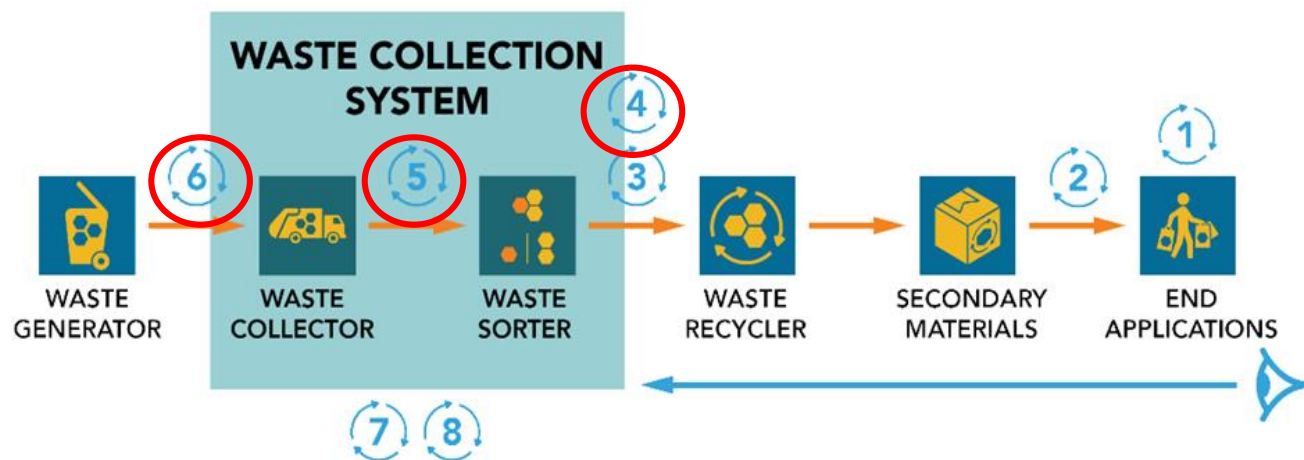 WASTE COLLECTION
SYSTEM
4
1
6
5
3
2
WASTE
GENERATOR
WASTE
COLLECTOR
WASTE
SORTER
WASTE
RECYCLER
SECONDARY
MATERIALS
END
APPLICATIONS
7 8